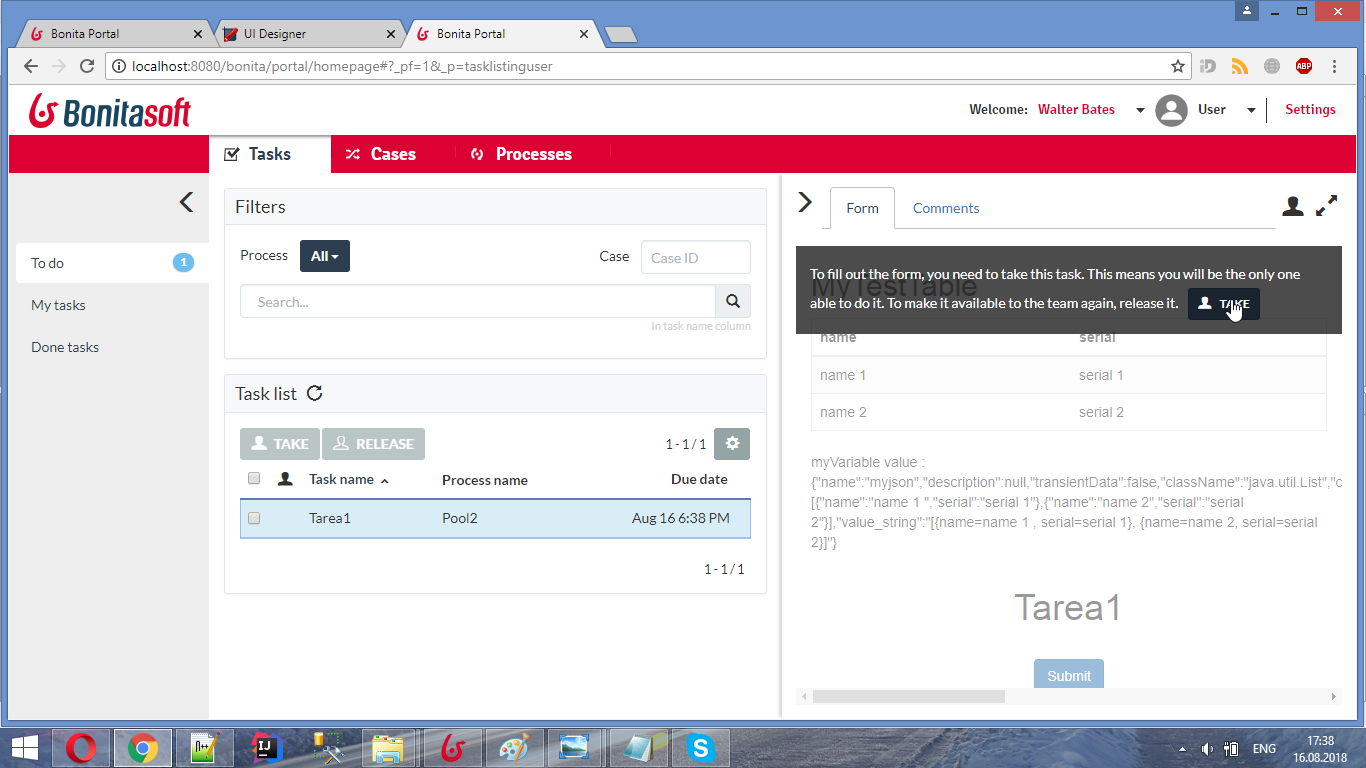 Bonita Portal
UI Designer
Bonita Portal
localhost:8080/bonita/portal/homepage#?_pf=1&_p=tasklistinguser
ABP
Bonitasoft
Welcome: Walter Bates
User
Settings
Tasks
Cases
Processes
To do
1
My tasks
Done tasks
Filters
Process
All
Case
Case ID
Search...
In task name column
Task list
TAKE
RELEASE
1 - 1 / 1
Task name
Process name
Due date
Tarea1
Pool2
Aug 16 6:38 PM
1 - 1 / 1
Form
Comments
To fill out the form, you need to take this task. This means you will be the only one
MyTestTable
able to do it. To make it available to the team again, release it.
TAKE
name
serial
name 1
serial 1
name 2
serial 2
myVariable value :
{"name":"myjson","description":null,"transientData":false,"className":"java.util.List","c
[{"name":"name 1 ","serial":"serial 1"},{"name":"name 2","serial":"serial
2"}],"value_string":"[{name=name 1 , serial=serial 1}, {name=name 2, serial=serial
2}]"}
Tarea1
Submit
ENG
17:38
16.08.2018